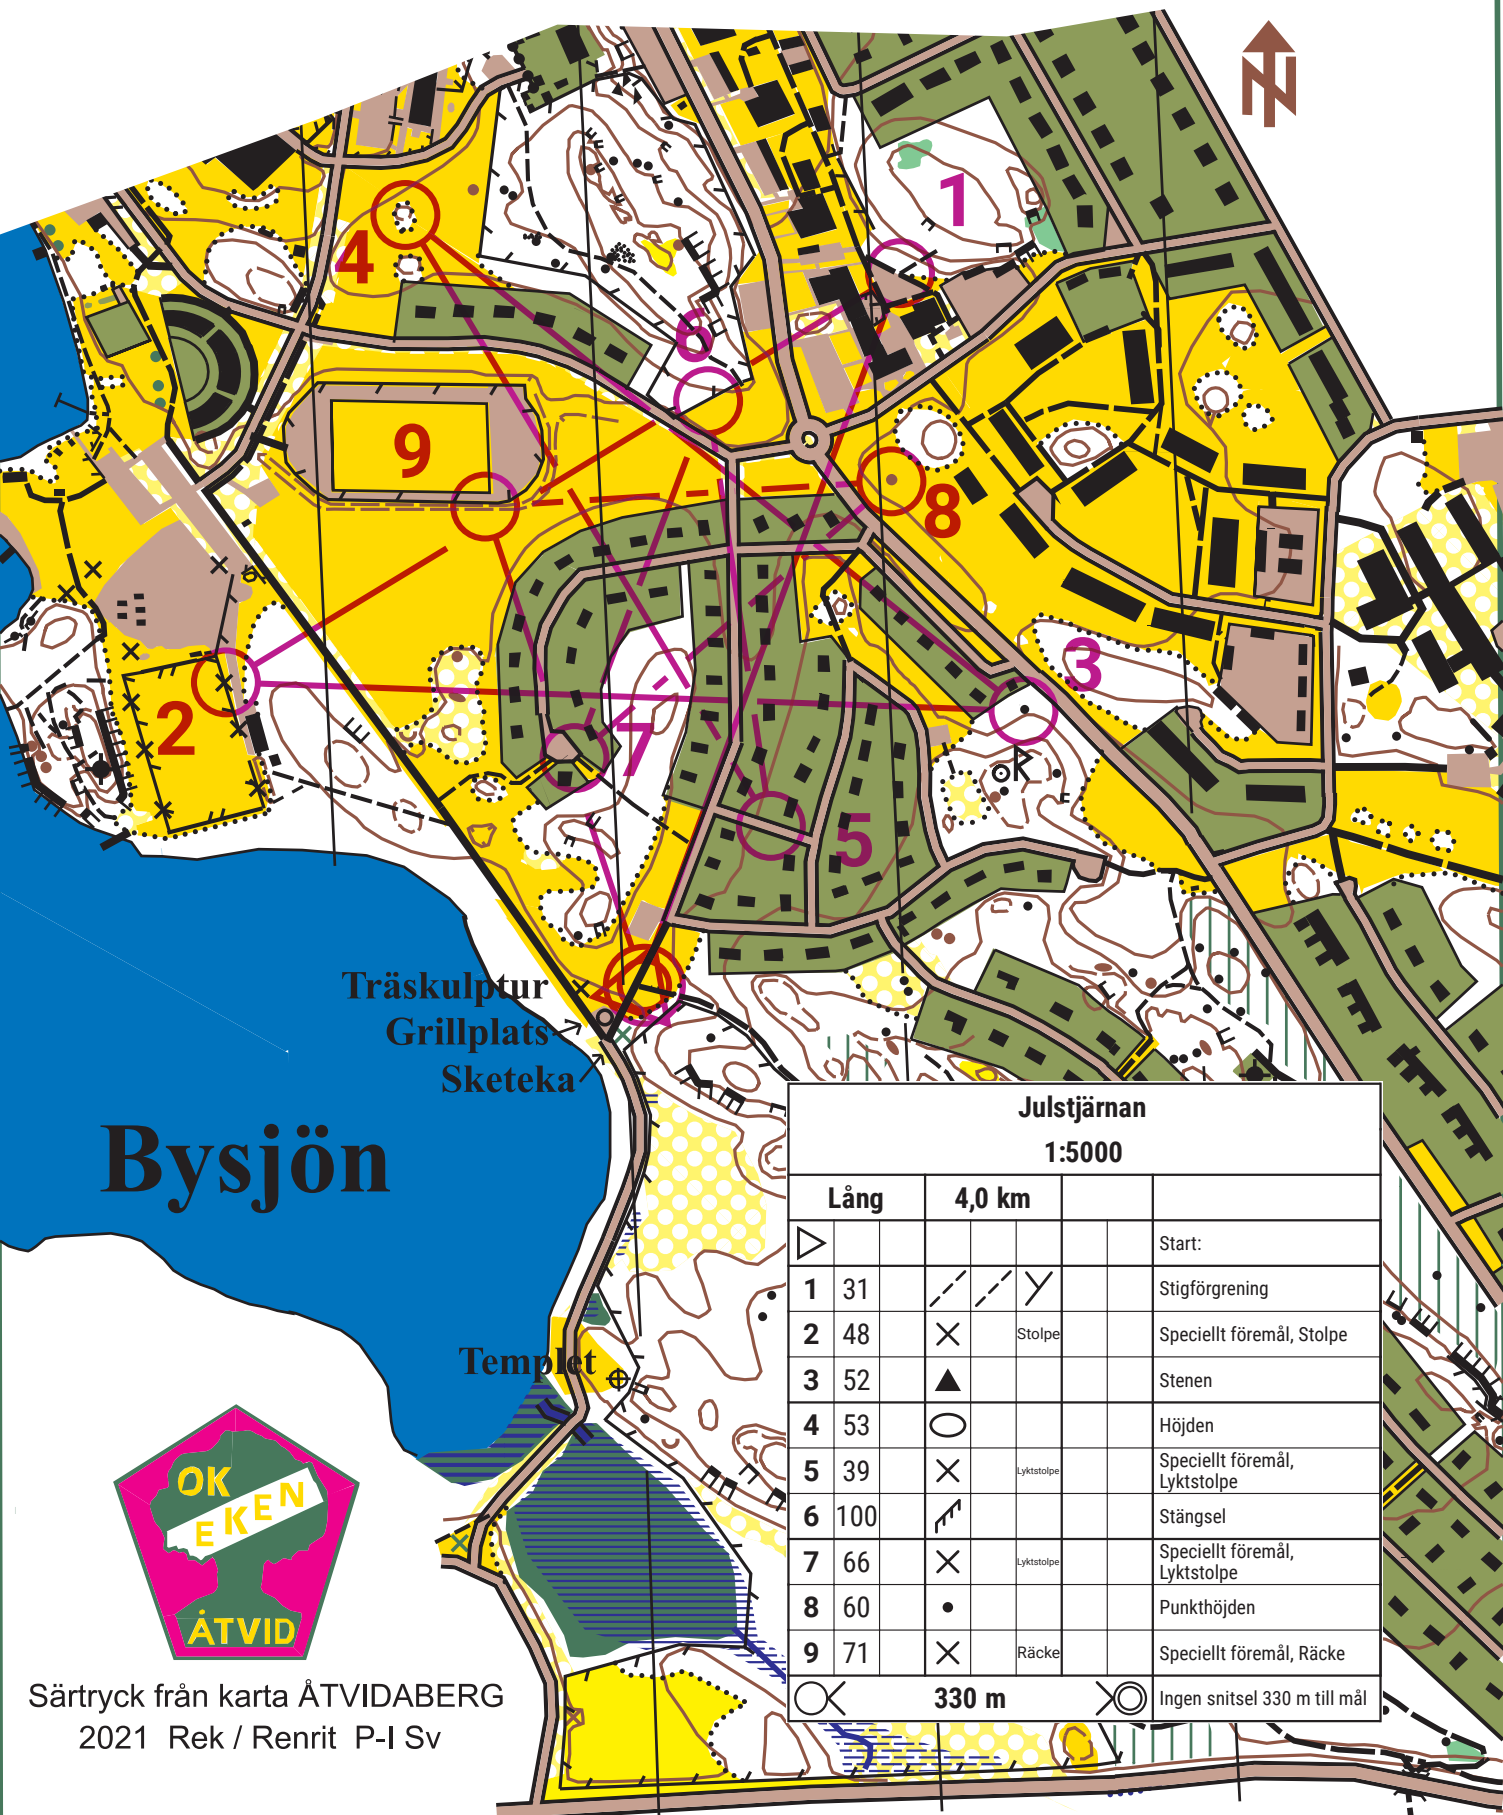 N
1
4
6
9
8
3
2
7
5
Träskulptur
Grillplats
Sketeka
Bysjön
Templet
Julstjärnan
1:5000
Lång 4,0 km
Start:
1 31 Stigförgrening
2 48 Stolpe Speciellt föremål, Stolpe
3 52 Stenen
4 53 Höjden
5 39 Lyktstolpe Speciellt föremål,
Lyktstolpe
6 100 Stängsel
7 66 Lyktstolpe Speciellt föremål,
Lyktstolpe
8 60 Punkthöjden
9 71 Räcke Speciellt föremål, Räcke
330 m Ingen snitsel 330 m till mål
OK
EKEN
ÅTVID
Särtryck från karta ÅTVIDABERG
2021 Rek / Renrit P-I Sv